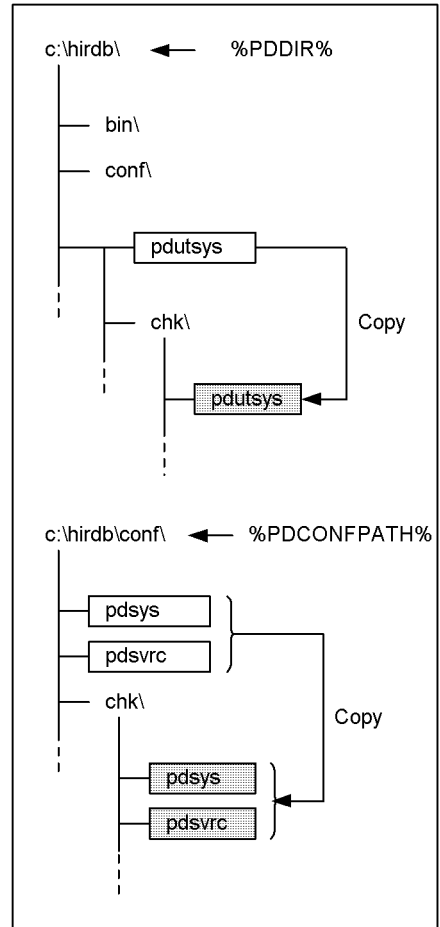 c:\hirdb\ %PDDIR%
bin\
conf\
pdutsys
chk\
Copy
pdutsys
c:\hirdb\conf\ %PDCONFPATH%
pdsys
pdsvrc
chk\
Copy
pdsys
pdsvrc